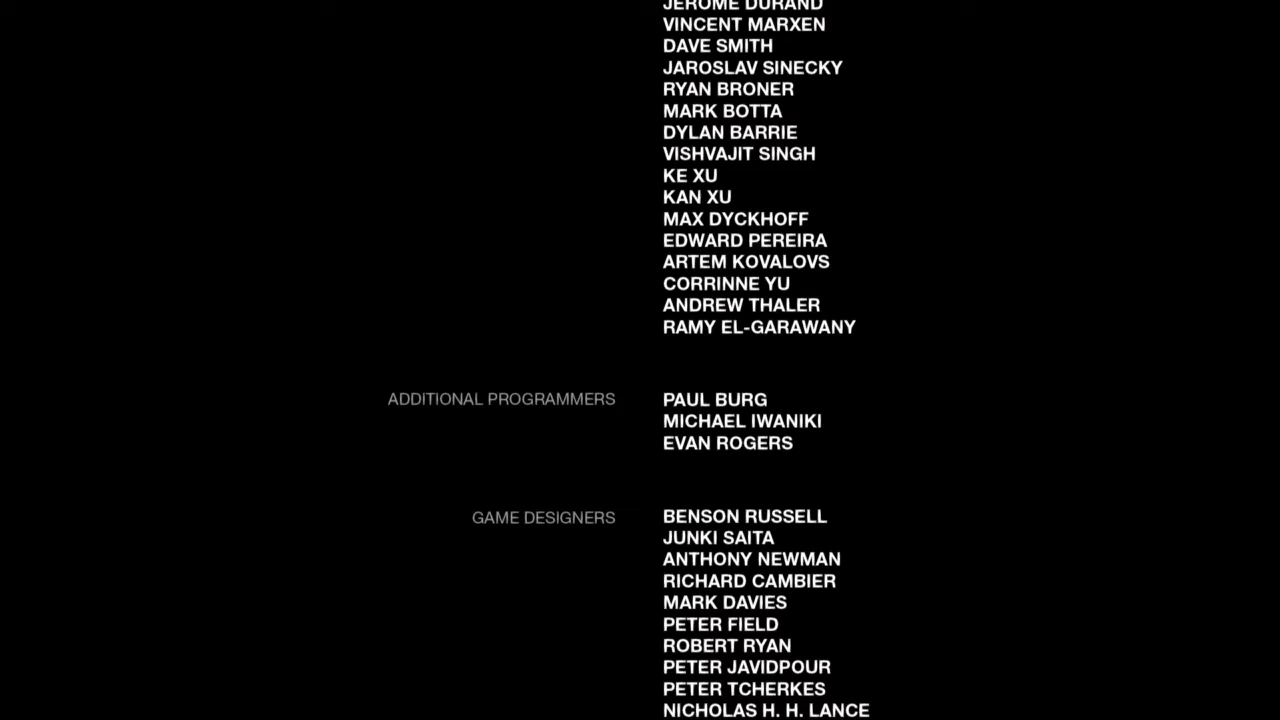 JEROME DURAND
VINCENT MARXEN
DAVE SMITH
JAROSLAV SINECKY
RYAN BRONER
MARK BOTTA
DYLAN BARRIE
VISHVAJIT SINGH
KE XU
KAN XU
MAX DYCKHOFF
EDWARD PEREIRA
ARTEM KOVALOVS
CORRINNE YU
ANDREW THALER
RAMY EL-GARAWANY
ADDITIONAL PROGRAMMERS PAUL BURG
MICHAEL IWANIKI
EVAN ROGERS
GAME DESIGNERS BENSON RUSSELL
JUNKI SAITA
ANTHONY NEWMAN
RICHARD CAMBIER
MARK DAVIES
PETER FIELD
ROBERT RYAN
PETER JAVIDPOUR
PETER TCHERKES
NICHOLAS H. H. LANCE